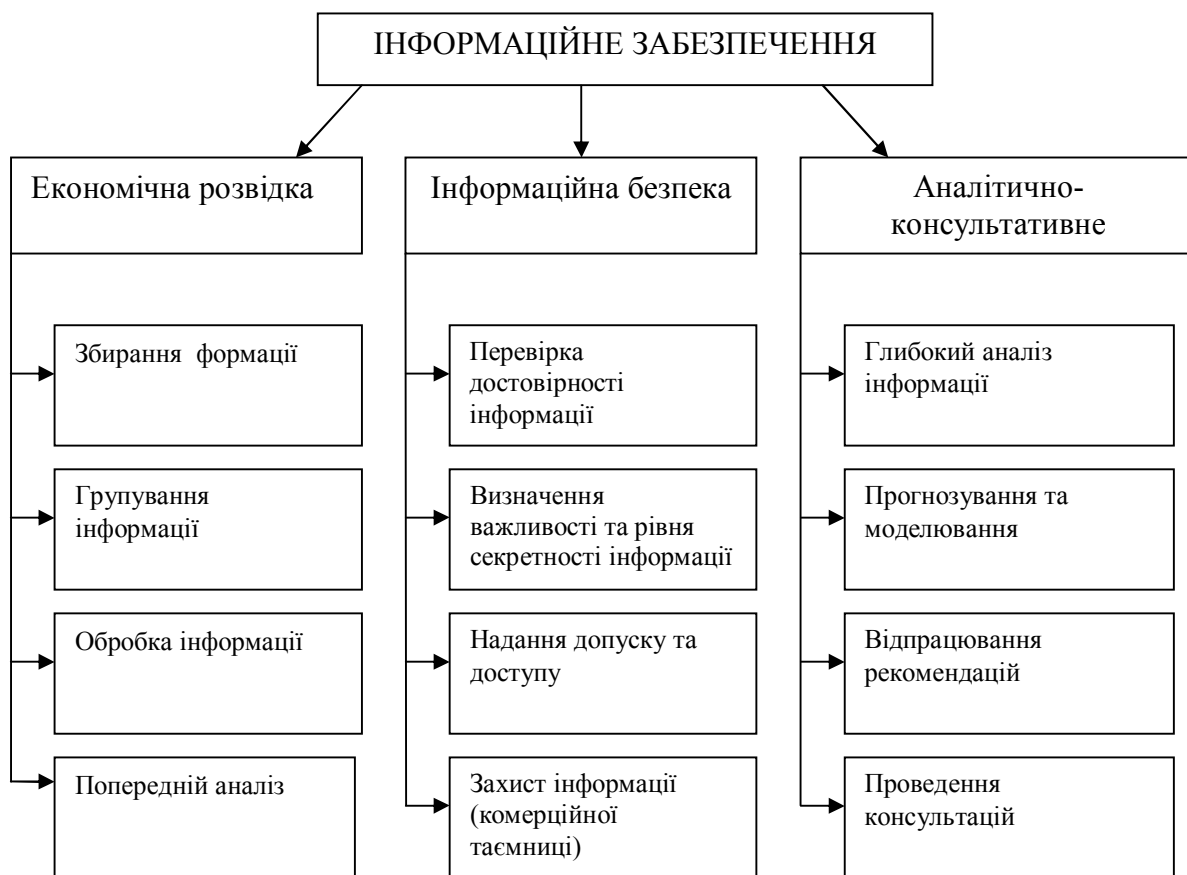 ІНФОРМАЦІЙНЕ ЗАБЕЗПЕЧЕННЯ
Економічна розвідка
Збирання формації
Групування
інформації
Обробка інформації
Попередній аналіз
Інформаційна безпека
Перевірка
достовірності
інформації
Визначення
важливості та рівня
секретності інформації
Надання допуску та
доступу
Захист інформації
(комерційної
таємниці)
Аналітично-
консультативне
Глибокий аналіз
інформації
Прогнозування та
моделювання
Відпрацювання
рекомендацій
Проведення
консультацій